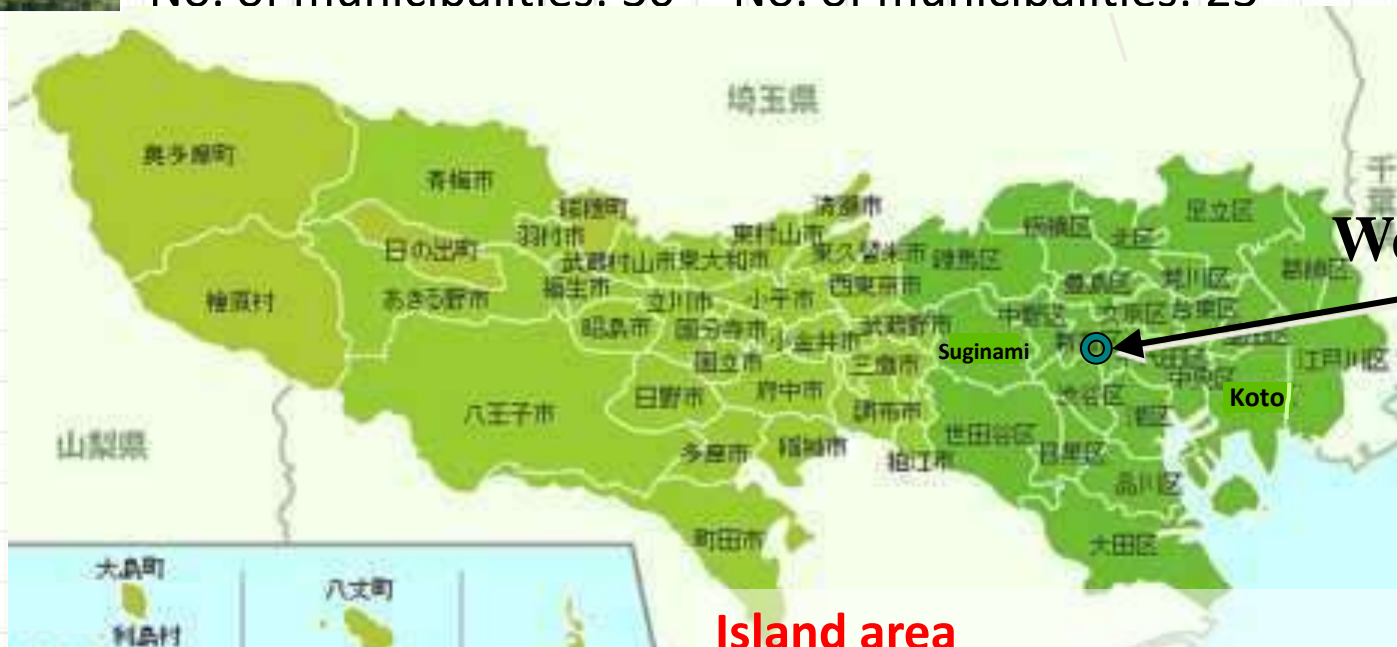 No. of municipalities: 30 No. of municipalities: 23
埼玉県
千
葉
奥多摩町
青梅市
瑞穂町
清瀬市
板橋区
北区
足立区
日の出町
羽村市
東村山市
武蔵村山市
東大和市
東久留米市
練馬区
豊島区
荒川区
葛飾区
檜原村
あきる野市
福生市
立川市
小平市
西東京市
中野区
文京区
台東区
昭島市
国分寺市
小金井市
武蔵野市
Suginami
国立市
三鷹市
中央区
江戸川区
八王子市
日野市
府中市
調布市
渋谷区
港区
Koto
山梨県
多摩市
稲城市
狛江市
世田谷区
目黒区
品川区
町田市
大田区
大島町
利島村
八丈町
Island area